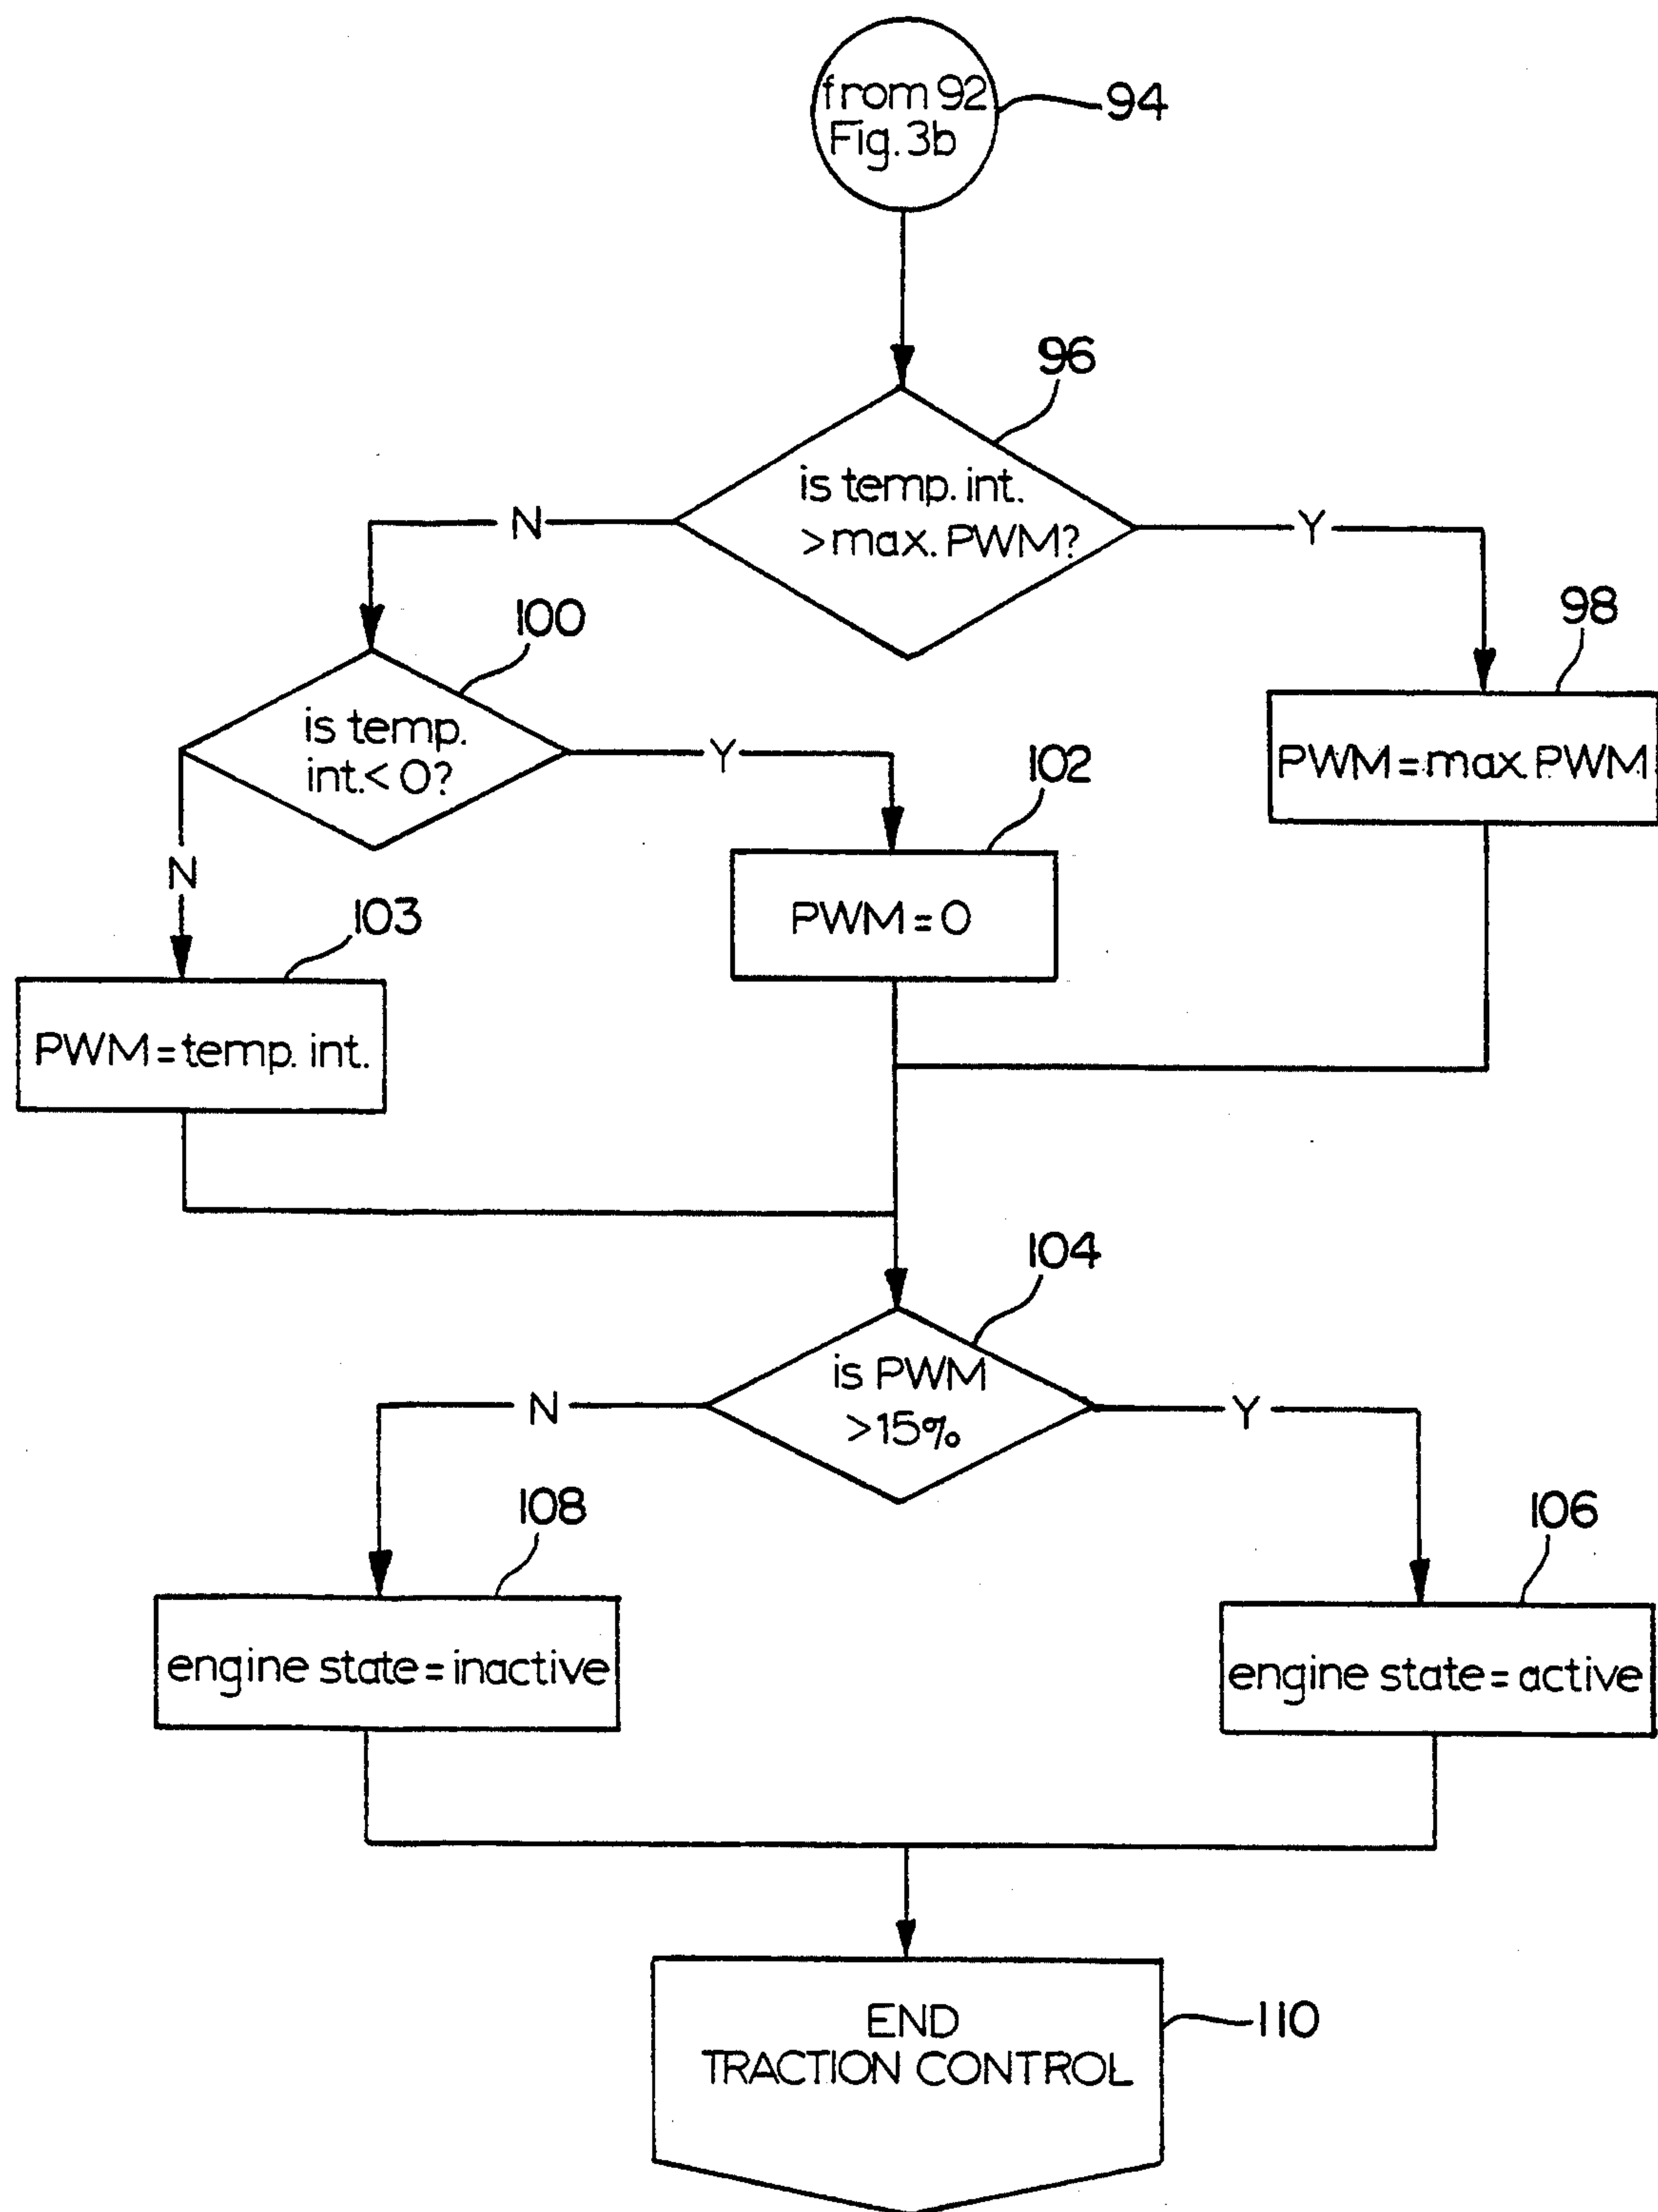 from 92
Fig. 3b
94
96
is temp. int.
>max. PWM?
N
Y
100
98
is temp.
int.< 0?
PWM=max. PWM
Y
102
N
103
PWM=0
PWM=temp. int.
104
is PWM
>15%
N
Y
108
106
engine state=inactive
engine state=active
END
TRACTION CONTROL
110